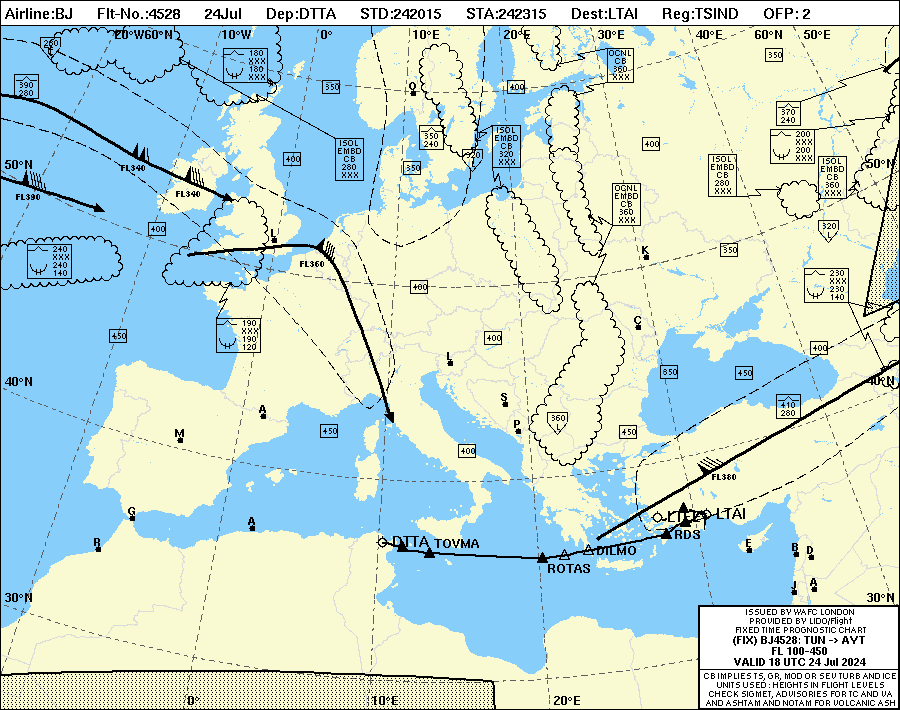 Airline:BJ Flt-No.:4528 24Jul Dep:DTTA STD:242015 STA:242315 Dest:LTAI Reg:TSIND OFP: 2
20°W60°N 10°W 0° 10°E 20°E 30°E 40°E 60°N 50°E
260
180
XXX
180
XXX
350
390
280
350
400
O
OCNL
CB
360
XXX
370
240
200
XXX
200
XXX
350
240
ISOL
EMBD
CB
280
XXX
ISOL
EMBD
CB
320
XXX
320
400
400
350
50°N
50°N
FL340
FL340
FL390
ISOL
EMBD
CB
280
XXX
ISOL
EMBD
CB
360
XXX
OCNL
EMBD
CB
360
XXX
320
L
400
L
K
350
240
XXX
240
140
FL360
230
XXX
230
140
400
190
XXX
190
120
C
450
400
400
L
350
450
40°N
40°N
S
A
410
280
360
L
P
M
450
450
400
FL380
G
A
LTAI
R
DTTA TOVMA
DILMO
RDS
ROTAS
E
B
D
J
A
30°N
30°N
0° 10°E 20°E
ISSUED BY WAFC LONDON
PROVIDED BY LIDO/Flight
FIXED TIME PROGNOSTIC CHART
(FIX) BJ4528: TUN -> AYT
FL 100-450
VALID 18 UTC 24 Jul 2024
CB IMPLIES TS, GR, MOD OR SEV TURB AND ICE
UNITS USED : HEIGHTS IN FLIGHT LEVELS
CHECK SIGMET, ADVISORIES FOR TC AND VA
AND ASHTAM AND NOTAM FOR VOLCANIC ASH